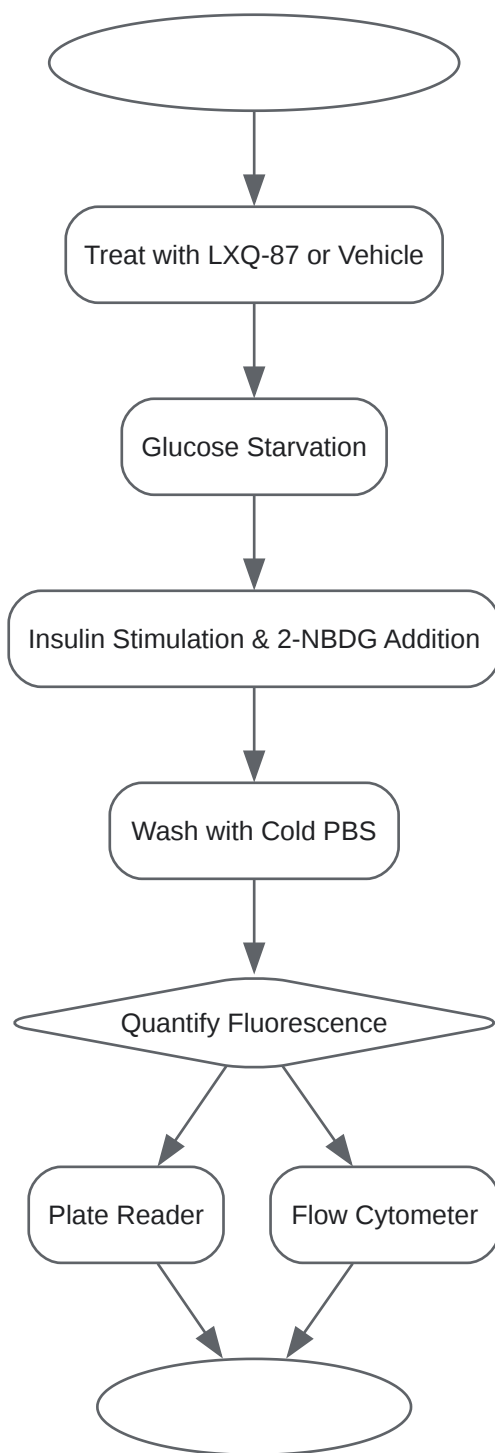 Treat with LXQ-87 or Vehicle
Glucose Starvation
Insulin Stimulation & 2-NBDG Addition
Wash with Cold PBS
Quantify Fluorescence
Plate Reader
Flow Cytometer